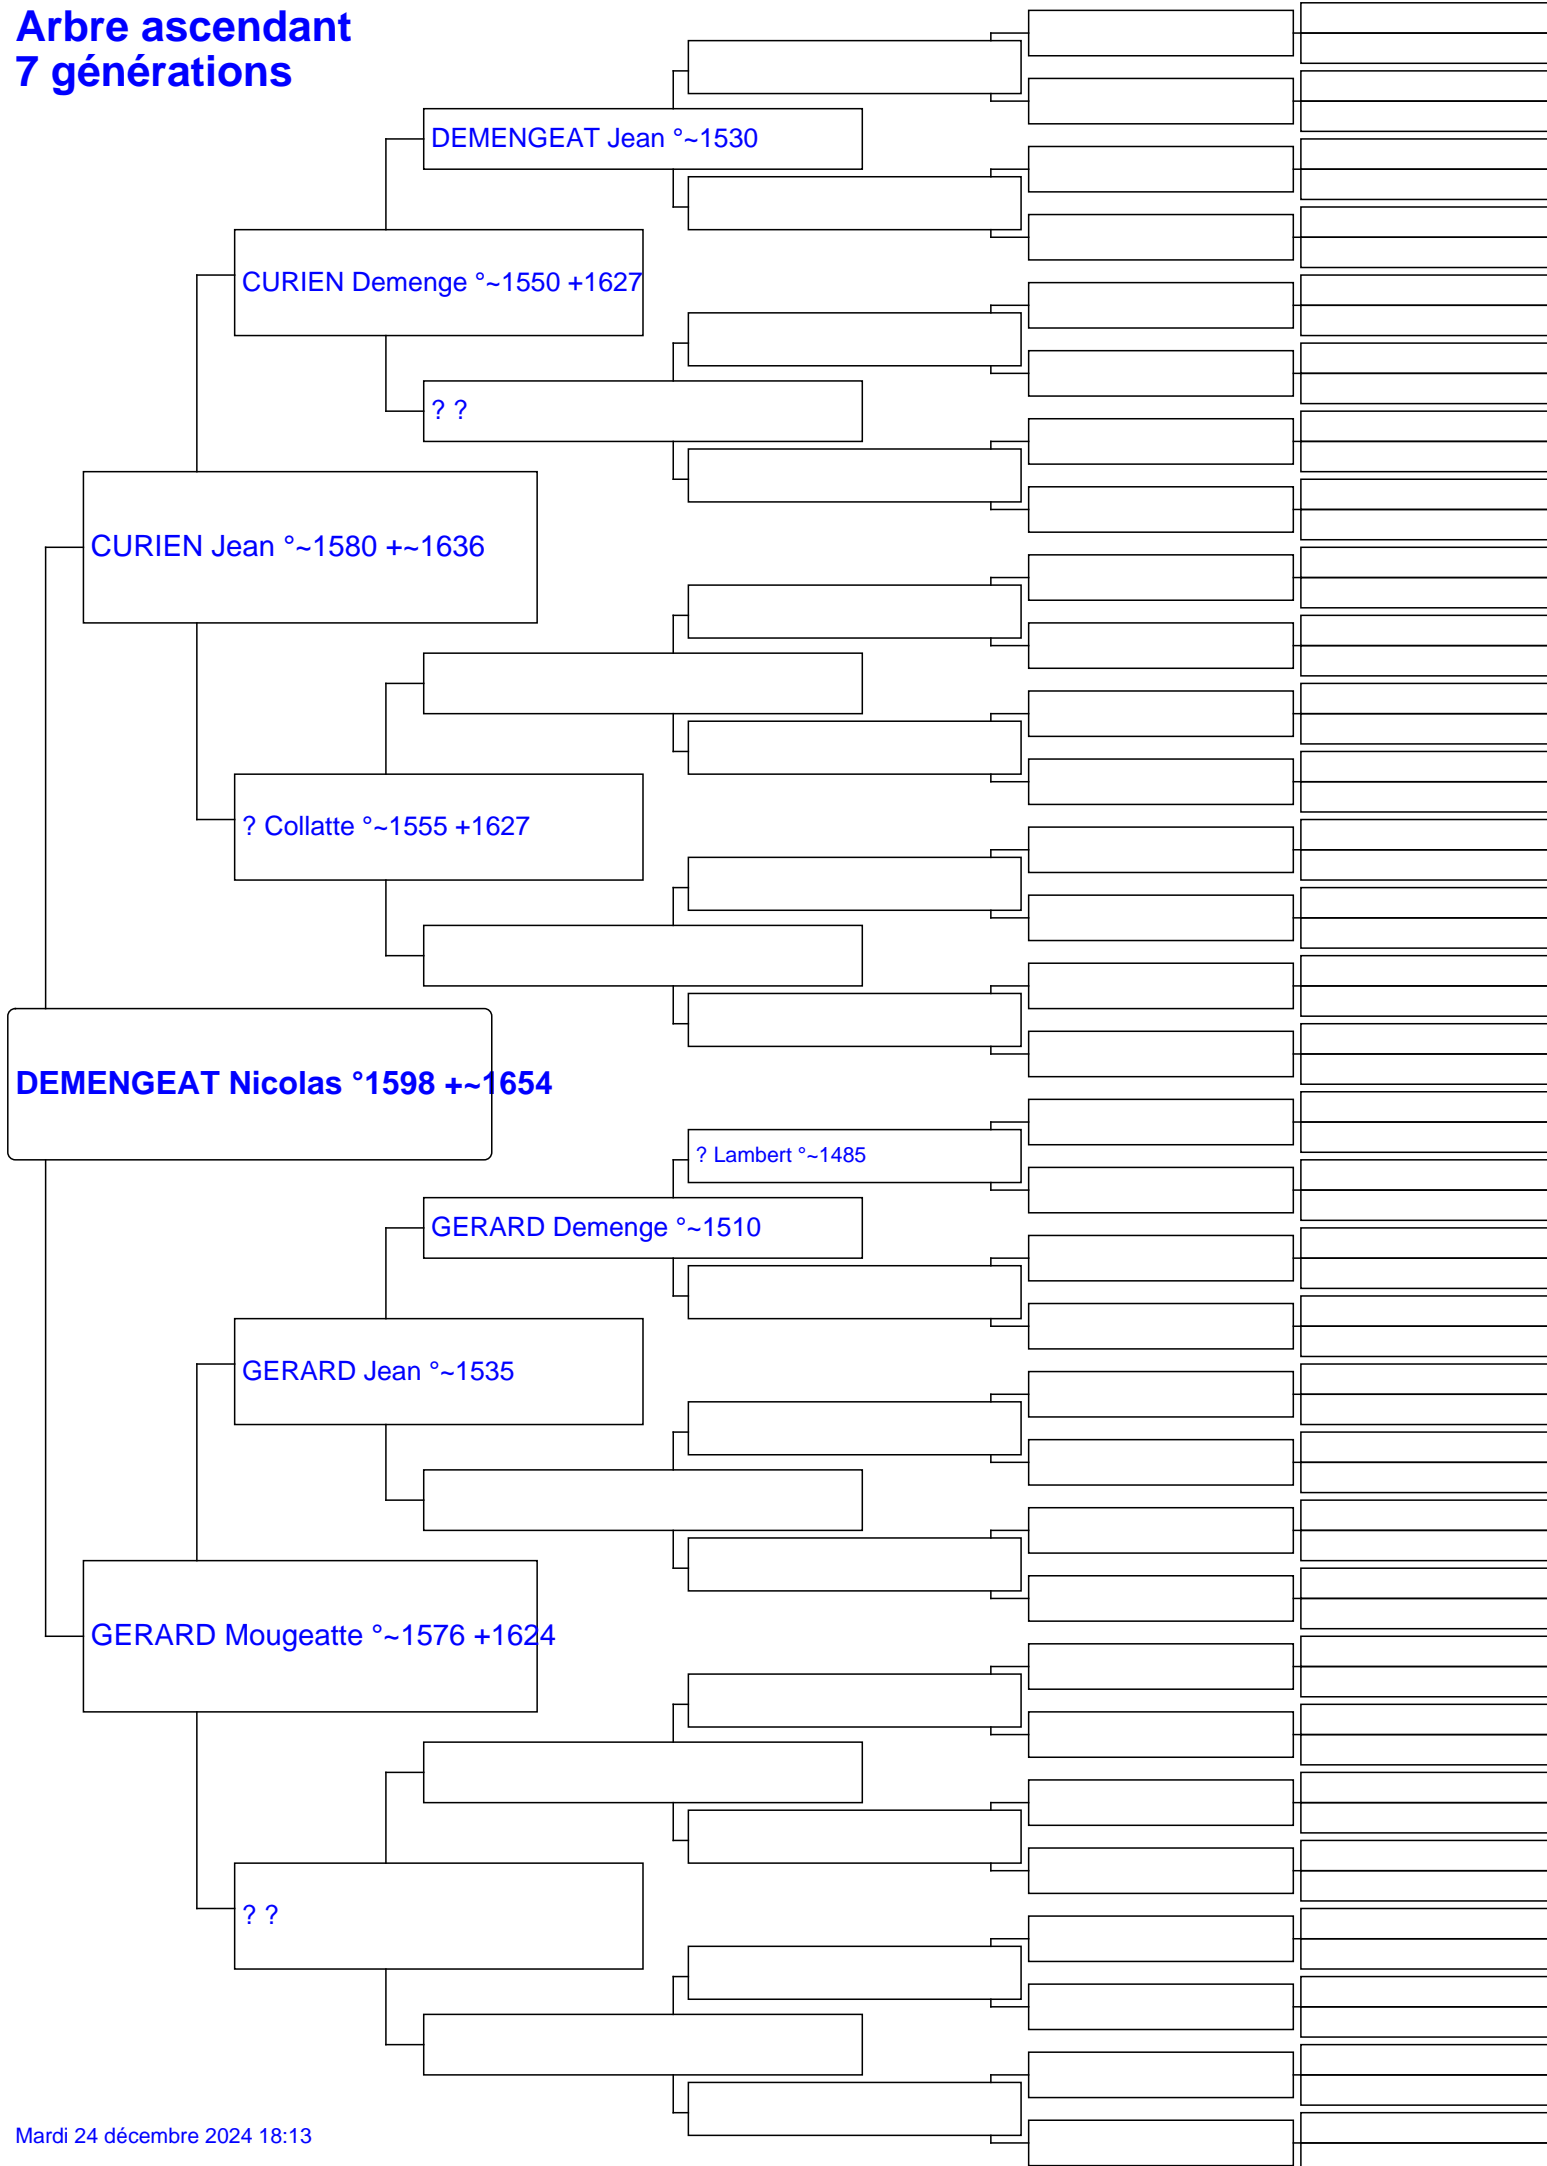 Arbre ascendant
7 générations
DEMENGEAT Jean °~1530
CURIEN Demenge °~1550 +1627
? ?
CURIEN Jean °~1580 +~1636
? Collatte °~1555 +1627
DEMENGEAT Nicolas °1598 +~1654
? Lambert °~1485
GERARD Demenge °~1510
GERARD Jean °~1535
GERARD Mougeatte °~1576 +1624
? ?
Mardi 24 décembre 2024 18:13